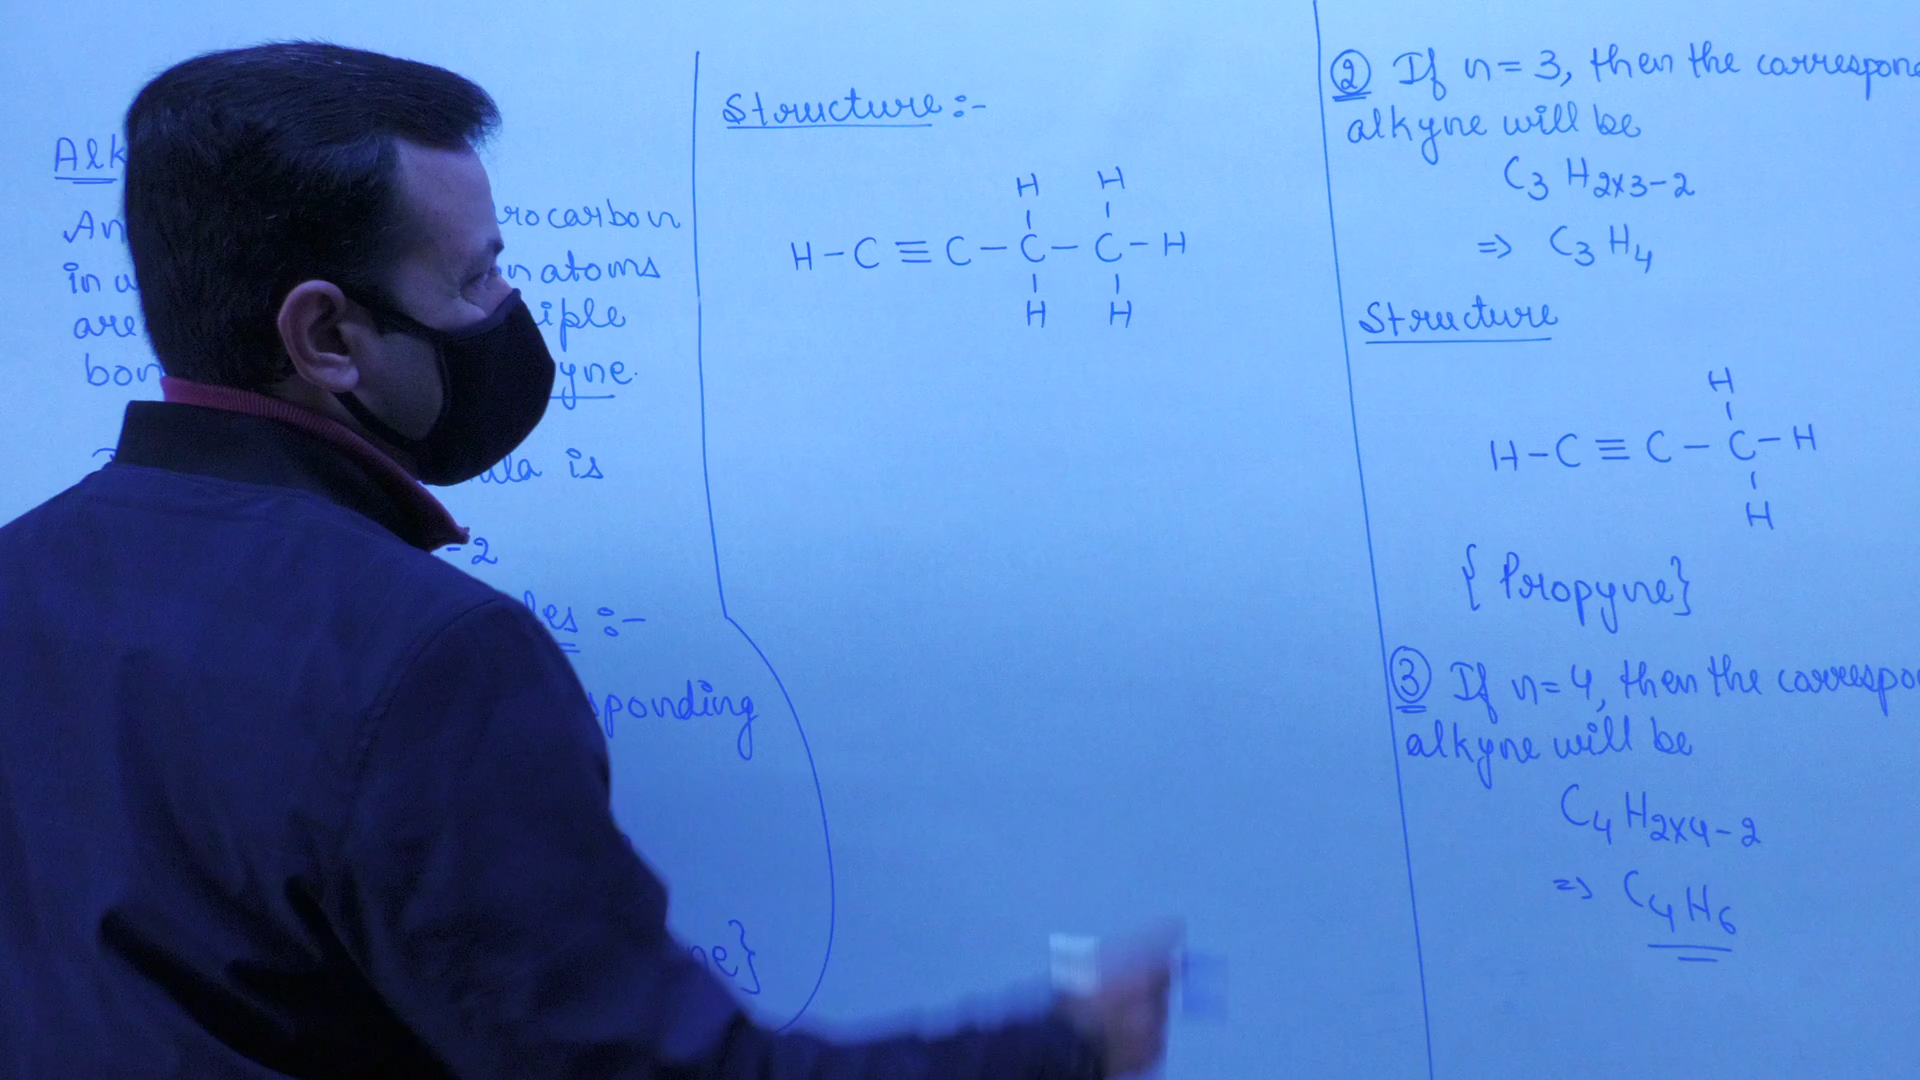 Alk
An rocarbon
in w n atoms
are iple
bon yne.
ula is
-2
les :-
sponding
ne}
Structure :-
H H
H-C≡C-C-C-H
H H
② If n=3, then the correspon
alkyne will be
C3 H2x3-2
=> C3 H4
Structure
H
H-C≡C-C-H
H
{Propyne}
③ If n=4, then the correspo
alkyne will be
C4 H2x4-2
=> C4 H6